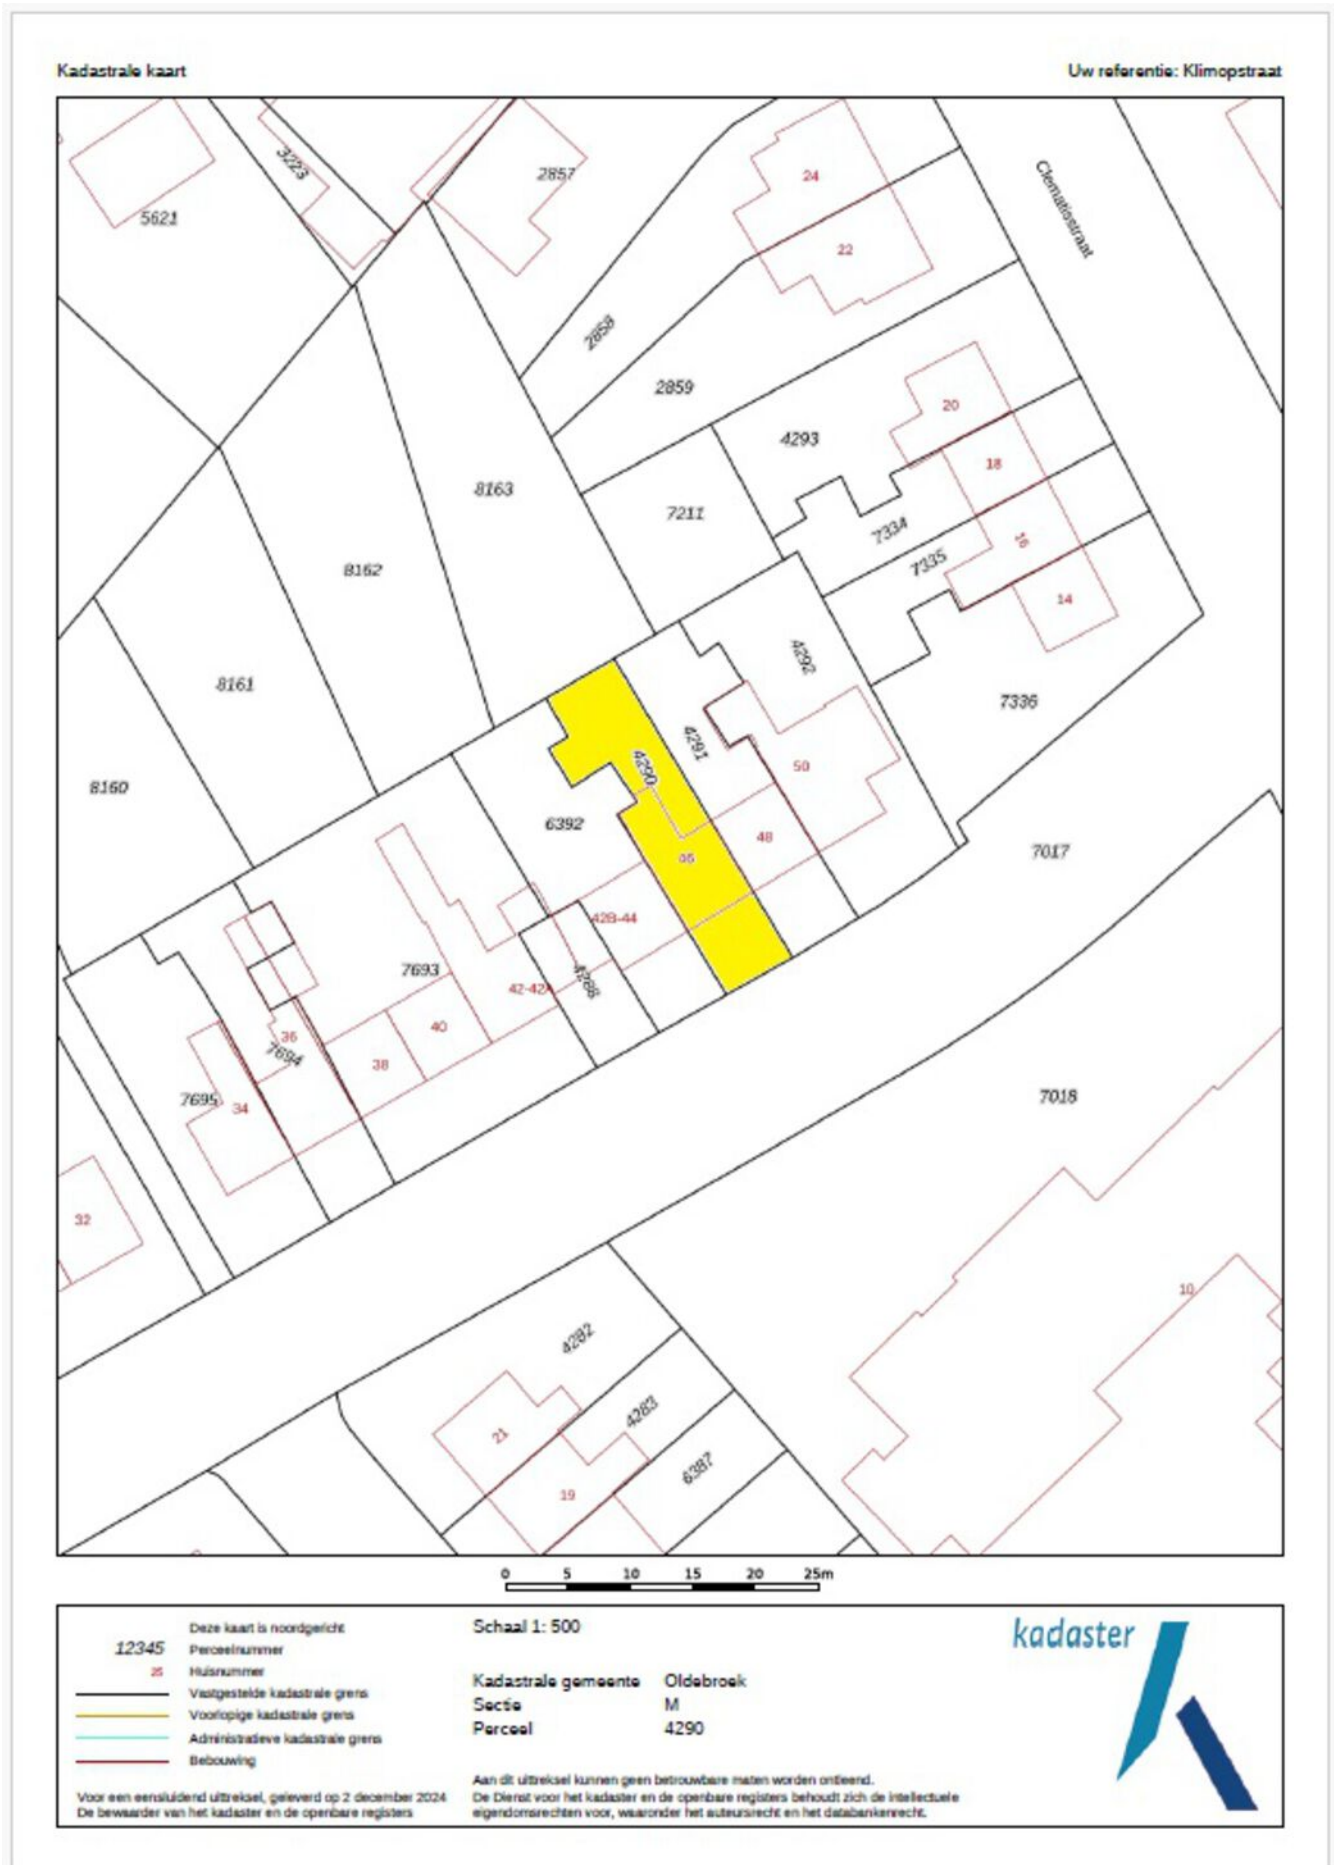 Kadastrale kaart
Uw referentie: Klimopstraat
3223
2857
24
Clematisstraat
5621
22
2858
2859
20
4293
18
8163
7211
7334
16
7335
8162
14
4292
8161
7336
4291
50
4290
8160
6392
48
7017
46
42B-44
7693
42-42A
4288
40
36
7694
38
7018
7695
34
32
10
4282
4283
21
6387
19
0 5 10 15 20 25m
Deze kaart is noordgericht
12345 Perceelnummer
25 Huisnummer
Vastgestelde kadastrale grens
Voorlopige kadastrale grens
Administratieve kadastrale grens
Bebouwing
Voor een eensluidend uittreksel, geleverd op 2 december 2024
De bewaarder van het kadaster en de openbare registers
Schaal 1: 500
Kadastrale gemeente Oldebroek
Sectie M
Perceel 4290
Aan dit uittreksel kunnen geen betrouwbare maten worden ontleend.
De Dienst voor het kadaster en de openbare registers behoudt zich de intellectuele
eigendomsrechten voor, waaronder het auteursrecht en het databankenrecht.
kadaster